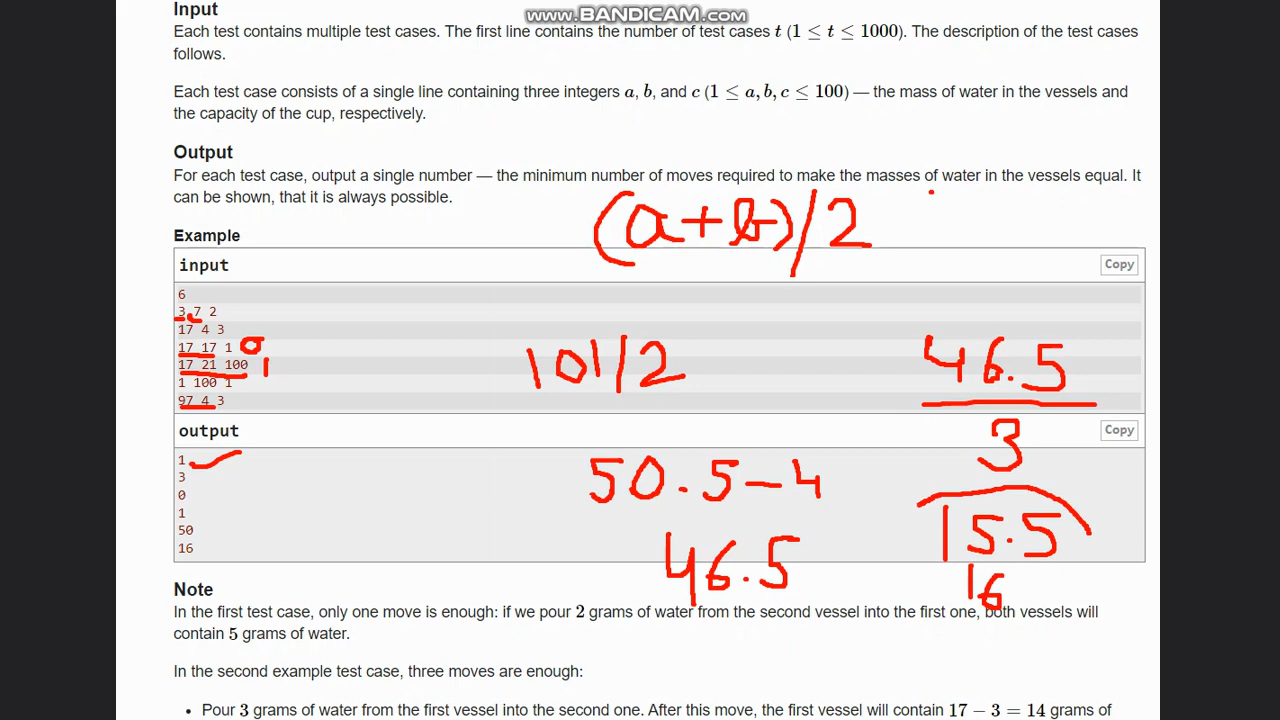 www.BANDICAM.com
Input
Each test contains multiple test cases. The first line contains the number of test cases t (1 ≤ t ≤ 1000). The description of the test cases
follows.
Each test case consists of a single line containing three integers a, b, and c (1 ≤ a, b, c ≤ 100) — the mass of water in the vessels and
the capacity of the cup, respectively.
Output
For each test case, output a single number — the minimum number of moves required to make the masses of water in the vessels equal. It
can be shown, that it is always possible.
(a+b)/2
Example
input
Copy
6
3 7 2
17 4 3
17 17 1
0
17 21 100
1
1 100 1
97 4 3
101/2
46.5
3
output
Copy
1
3
0
1
50
16
50.5-4
46.5
15.5
16
Note
In the first test case, only one move is enough: if we pour 2 grams of water from the second vessel into the first one, both vessels will
contain 5 grams of water.
In the second example test case, three moves are enough:
• Pour 3 grams of water from the first vessel into the second one. After this move, the first vessel will contain 17 − 3 = 14 grams of